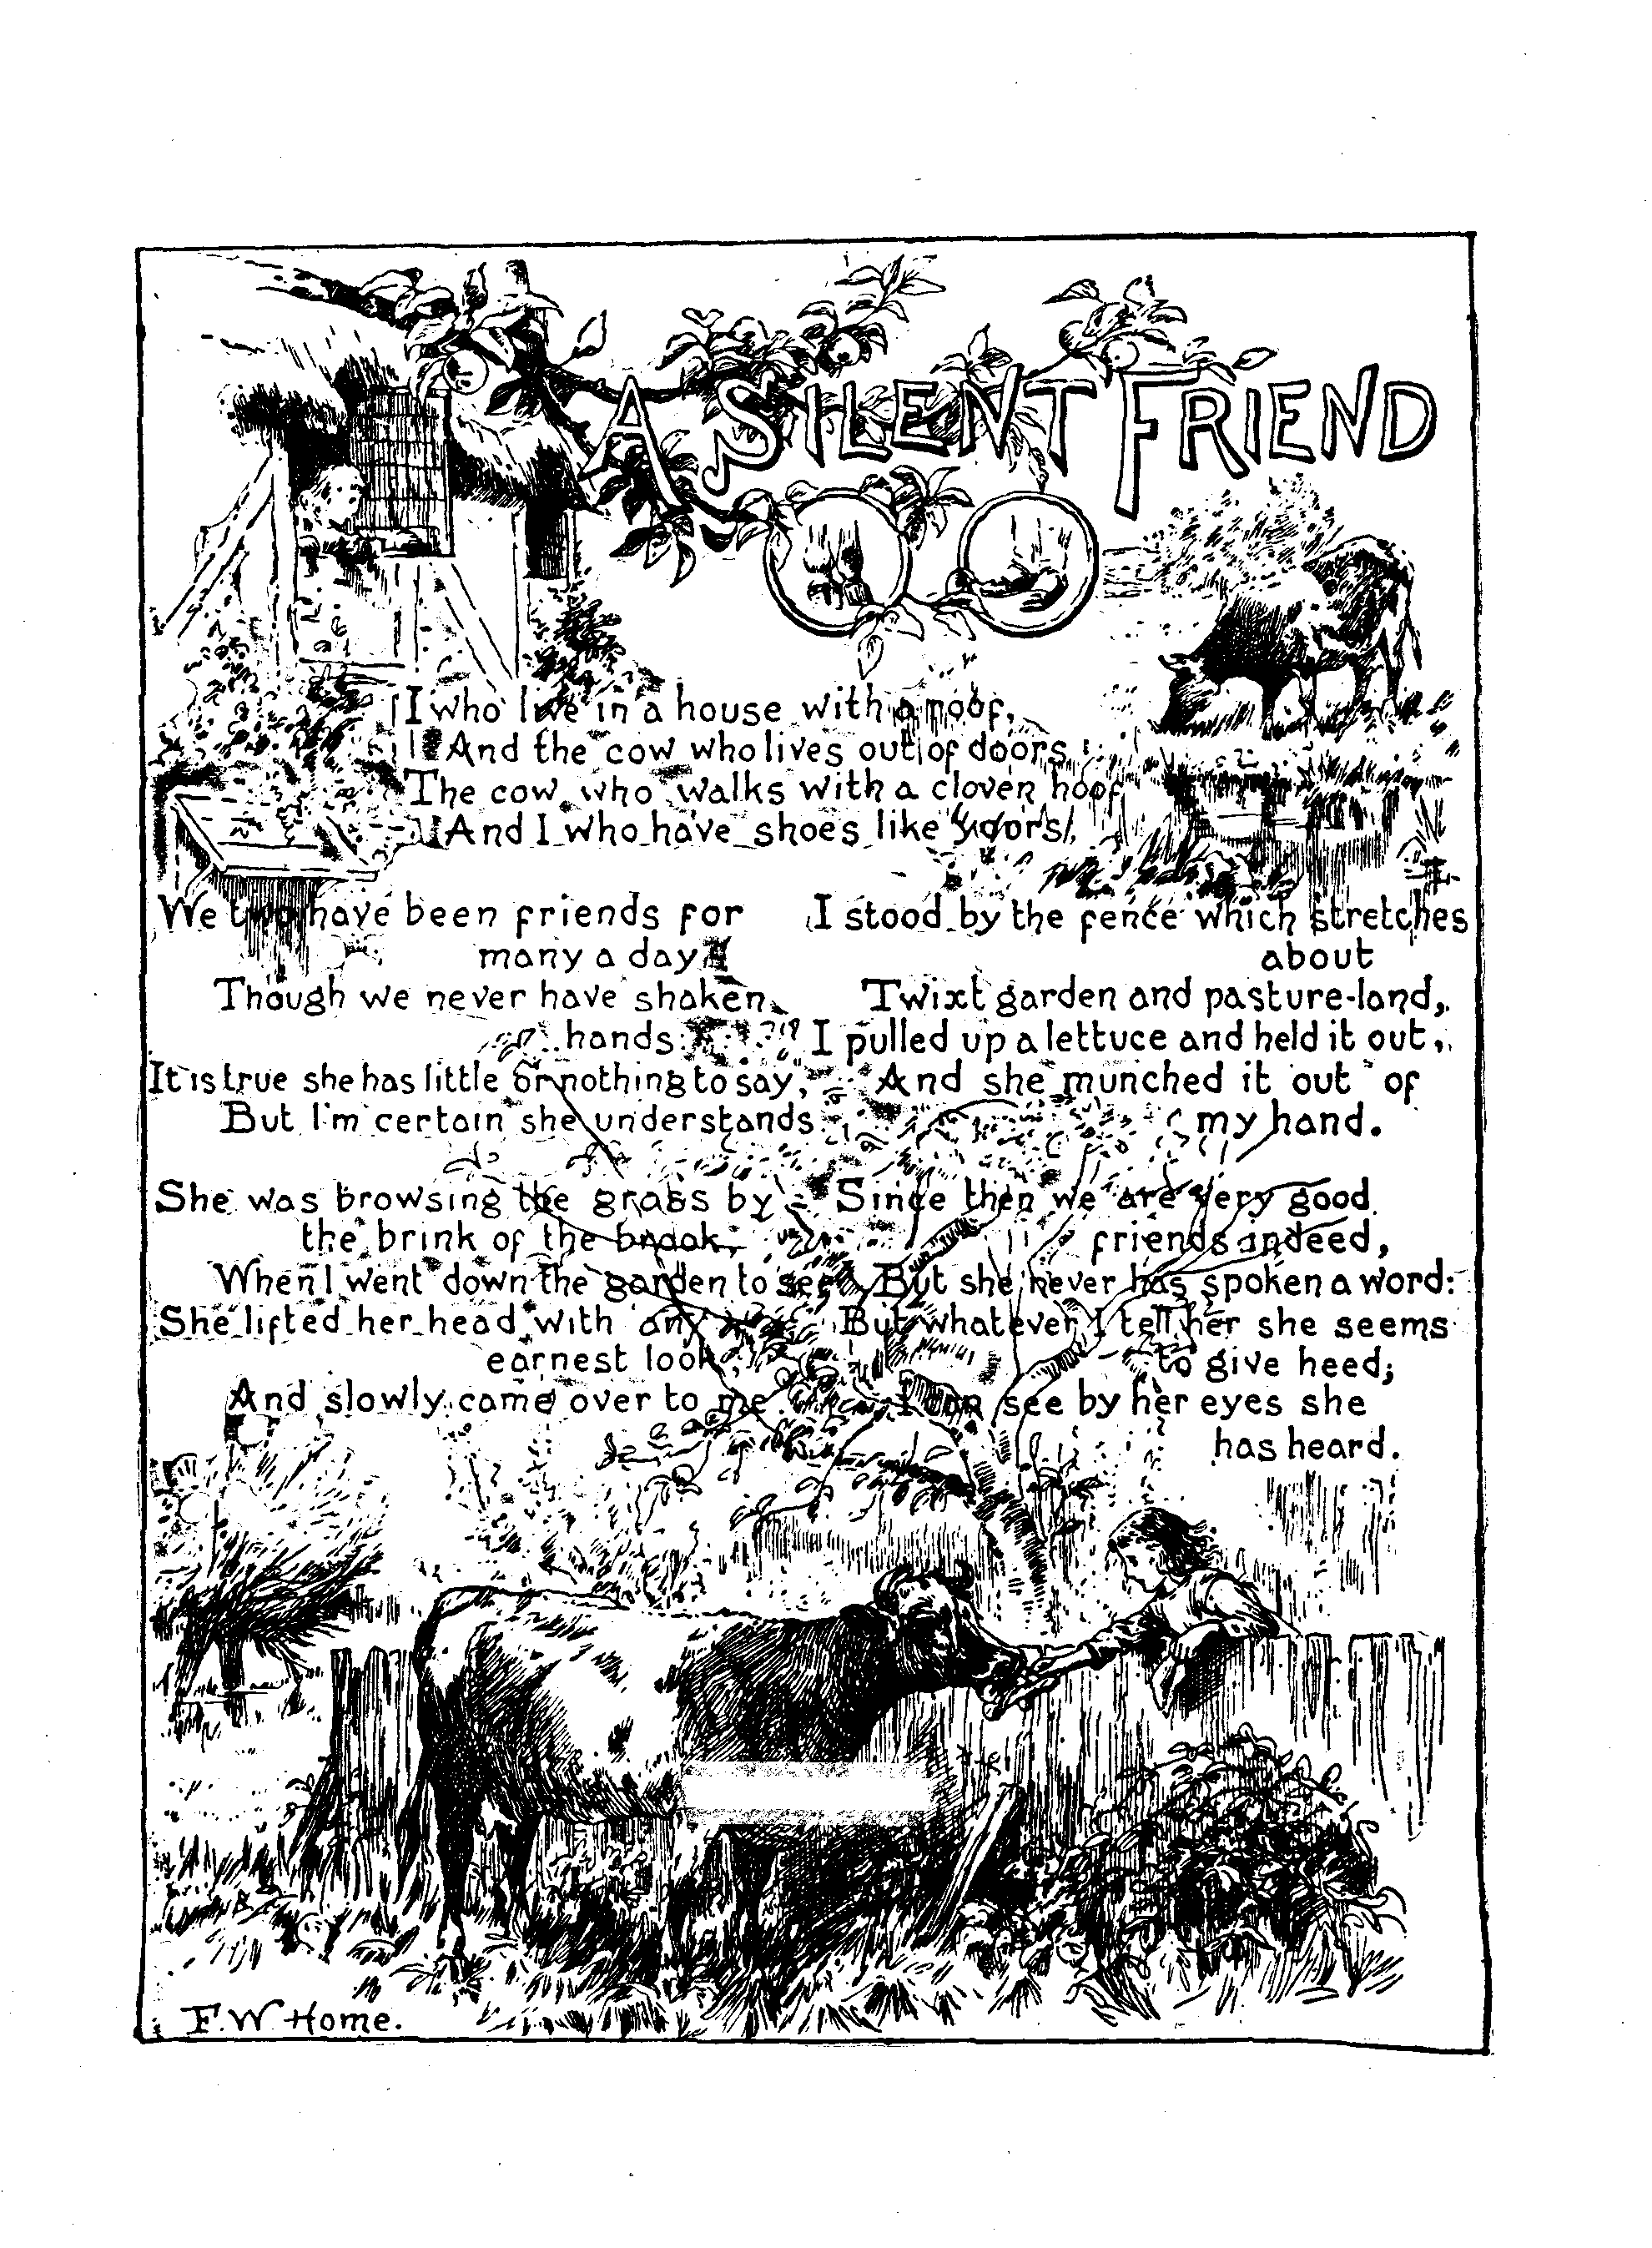 A SILENT FRIEND
I who live in a house with a roof,
And the cow who lives out of doors;
The cow who walks with a cloven hoof,
And I who have shoes like yours,
We two have been friends for
many a day
Though we never have shaken
hands.
It is true she has little or nothing to say,
But I'm certain she understands.
She was browsing the grass by
the brink of the brook,
When I went down the garden to see
She lifted her head with an
earnest look,
And slowly came over to me.
I stood by the fence which stretches
about
Twixt garden and pasture-land,
I pulled up a lettuce and held it out,
And she munched it out of
my hand.
Since then we are very good
friends indeed,
But she never has spoken a word:
But whatever I tell her she seems
to give heed;
I can see by her eyes she
has heard.
F. W. Home.